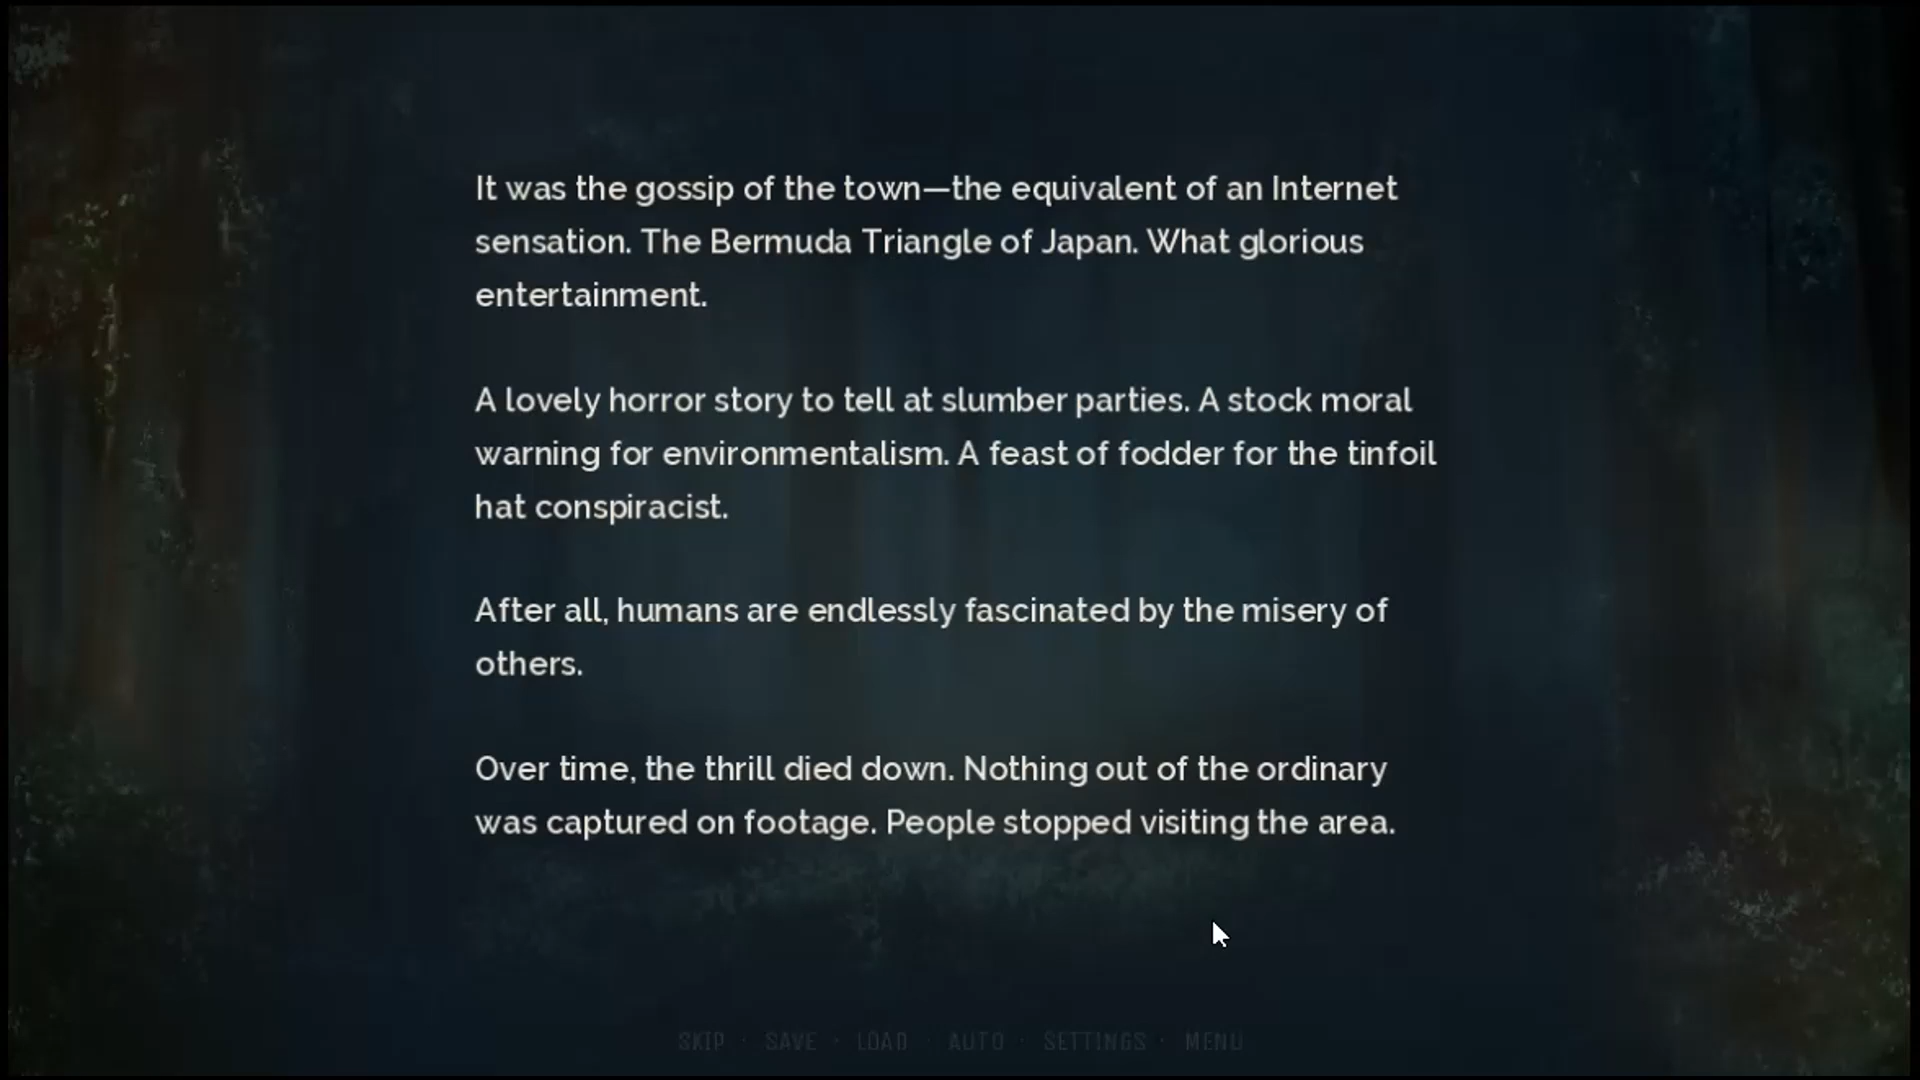 It was the gossip of the town—the equivalent of an Internet
sensation. The Bermuda Triangle of Japan. What glorious
entertainment.
A lovely horror story to tell at slumber parties. A stock moral
warning for environmentalism. A feast of fodder for the tinfoil
hat conspiracist.
After all, humans are endlessly fascinated by the misery of
others.
Over time, the thrill died down. Nothing out of the ordinary
was captured on footage. People stopped visiting the area.
SKIP · SAVE · LOAD · AUTO · SETTINGS · MENU